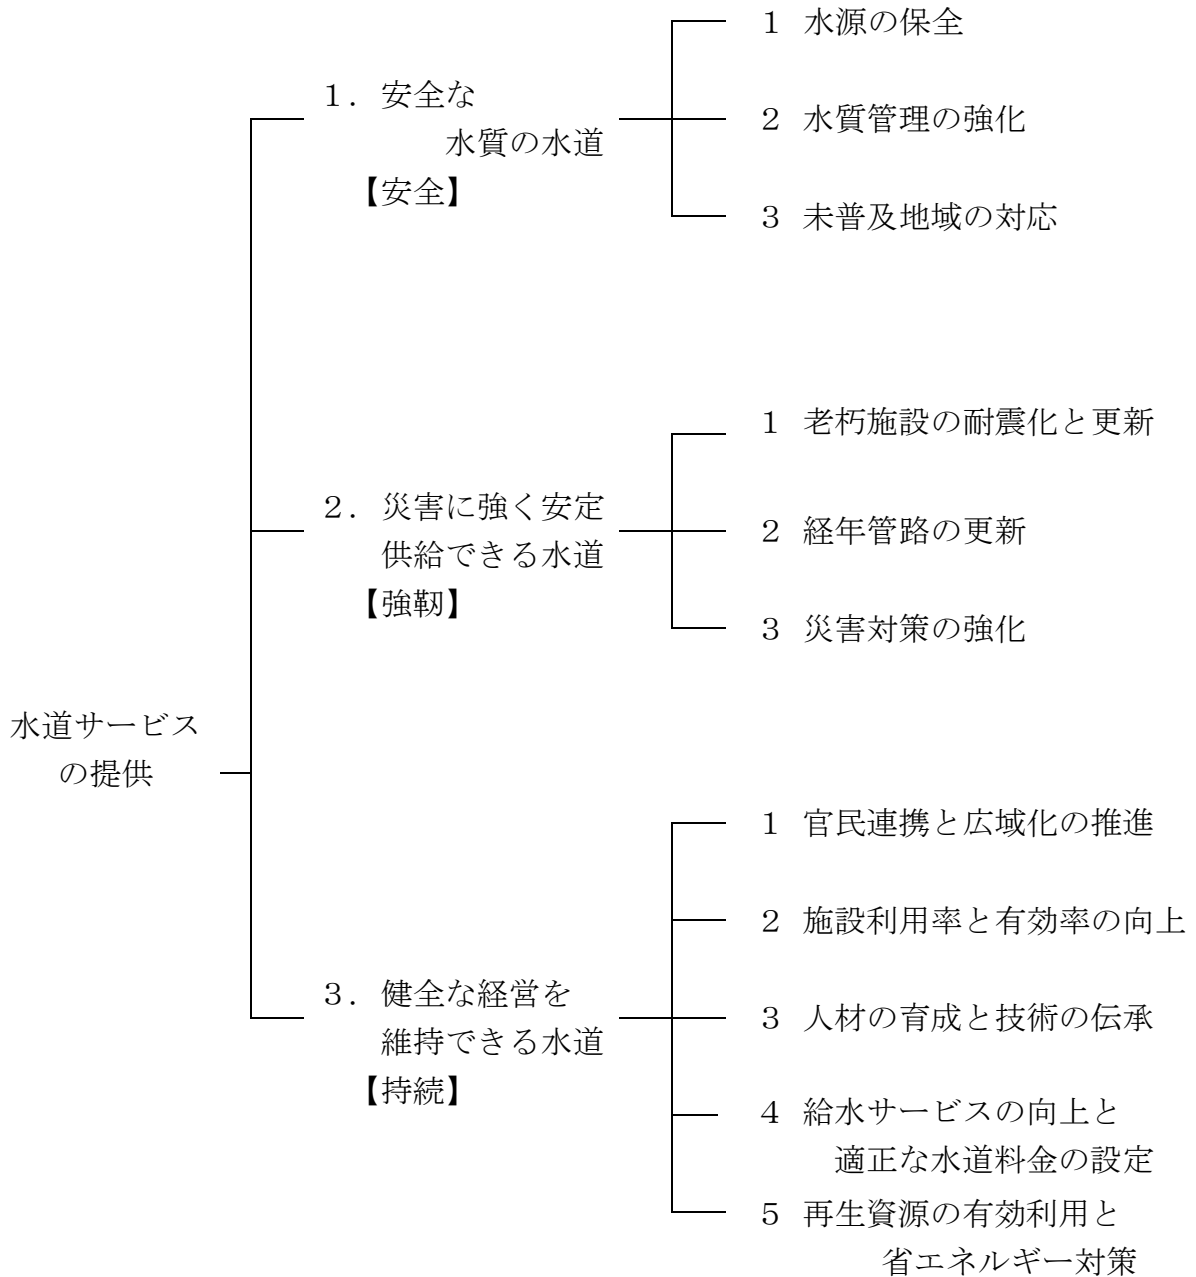 水道サービス
の提供
１．安全な
水質の水道
【安全】
１ 水源の保全
２ 水質管理の強化
３ 未普及地域の対応
２．災害に強く安定
供給できる水道
【強靭】
１ 老朽施設の耐震化と更新
２ 経年管路の更新
３ 災害対策の強化
３．健全な経営を
維持できる水道
【持続】
１ 官民連携と広域化の推進
２ 施設利用率と有効率の向上
３ 人材の育成と技術の伝承
４ 給水サービスの向上と
適正な水道料金の設定
５ 再生資源の有効利用と
省エネルギー対策